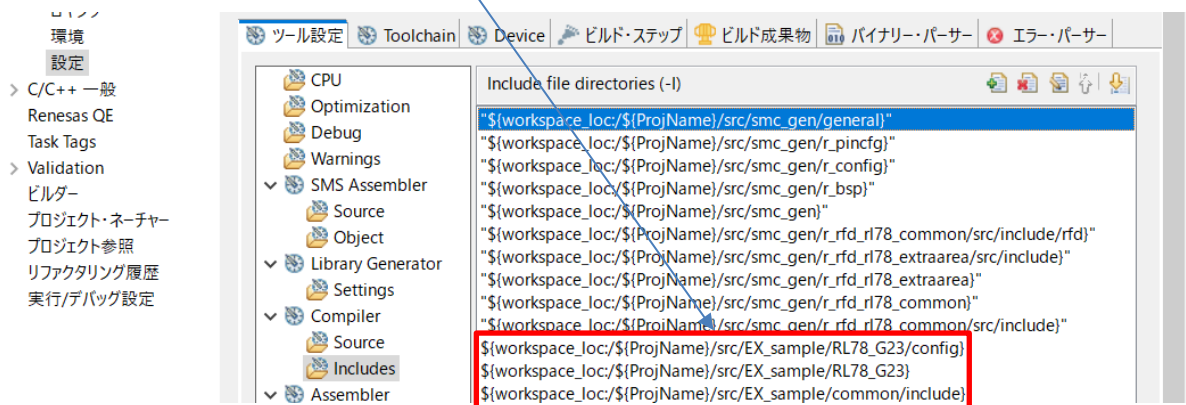 環境
設定
C/C++ 一般
Renesas QE
Task Tags
Validation
ビルダー
プロジェクト・ネーチャー
プロジェクト参照
リファクタリング履歴
実行/デバッグ設定
ツール設定 Toolchain Device ビルド・ステップ ビルド成果物 バイナリー・パーサー エラー・パーサー
CPU
Optimization
Debug
Warnings
SMS Assembler
Source
Object
Library Generator
Settings
Compiler
Source
Includes
Assembler
Include file directories (-I)
"${workspace_loc:/${ProjName}/src/smc_gen/general}"
"${workspace_loc:/${ProjName}/src/smc_gen/r_pincfg}"
"${workspace_loc:/${ProjName}/src/smc_gen/r_config}"
"${workspace_loc:/${ProjName}/src/smc_gen/r_bsp}"
"${workspace_loc:/${ProjName}/src/smc_gen}"
"${workspace_loc:/${ProjName}/src/smc_gen/r_rfd_rl78_common/src/include/rfd}"
"${workspace_loc:/${ProjName}/src/smc_gen/r_rfd_rl78_extraarea/src/include}"
"${workspace_loc:/${ProjName}/src/smc_gen/r_rfd_rl78_extraarea}"
"${workspace_loc:/${ProjName}/src/smc_gen/r_rfd_rl78_common}"
"${workspace_loc:/${ProjName}/src/smc_gen/r_rfd_rl78_common/src/include}"
${workspace_loc:/${ProjName}/src/EX_sample/RL78_G23/config}
${workspace_loc:/${ProjName}/src/EX_sample/RL78_G23}
${workspace_loc:/${ProjName}/src/EX_sample/common/include}